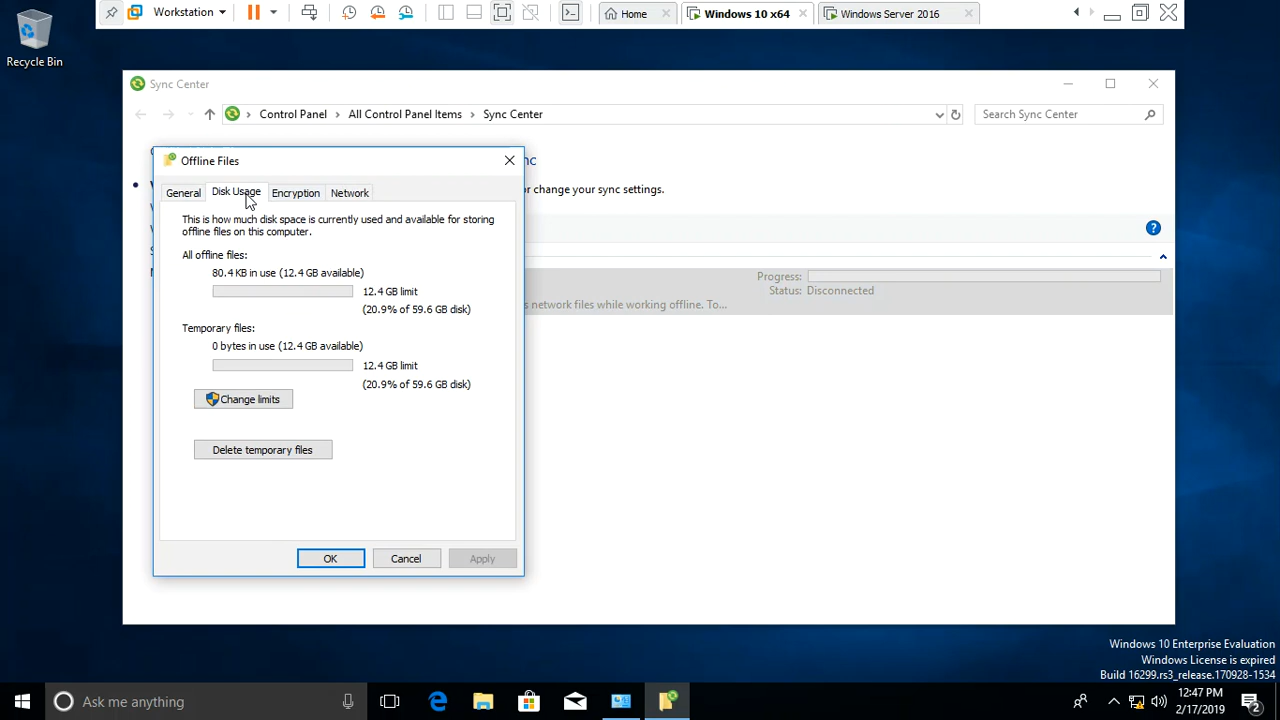 Workstation
Home
Windows 10 x64
Windows Server 2016
Recycle Bin
Sync Center
Control Panel
All Control Panel Items
Sync Center
Search Sync Center
Offline Files
nc
or change your sync settings.
General
Disk Usage
Encryption
Network
This is how much disk space is currently used and available for storing
offline files on this computer.
All offline files:
80.4 KB in use (12.4 GB available)
12.4 GB limit
(20.9% of 59.6 GB disk)
Temporary files:
0 bytes in use (12.4 GB available)
12.4 GB limit
(20.9% of 59.6 GB disk)
Change limits
Delete temporary files
OK
Cancel
Apply
Progress:
Status: Disconnected
s network files while working offline. To...
Windows 10 Enterprise Evaluation
Windows License is expired
Build 16299.rs3_release.170928-1534
Ask me anything
12:47 PM
2/17/2019
2